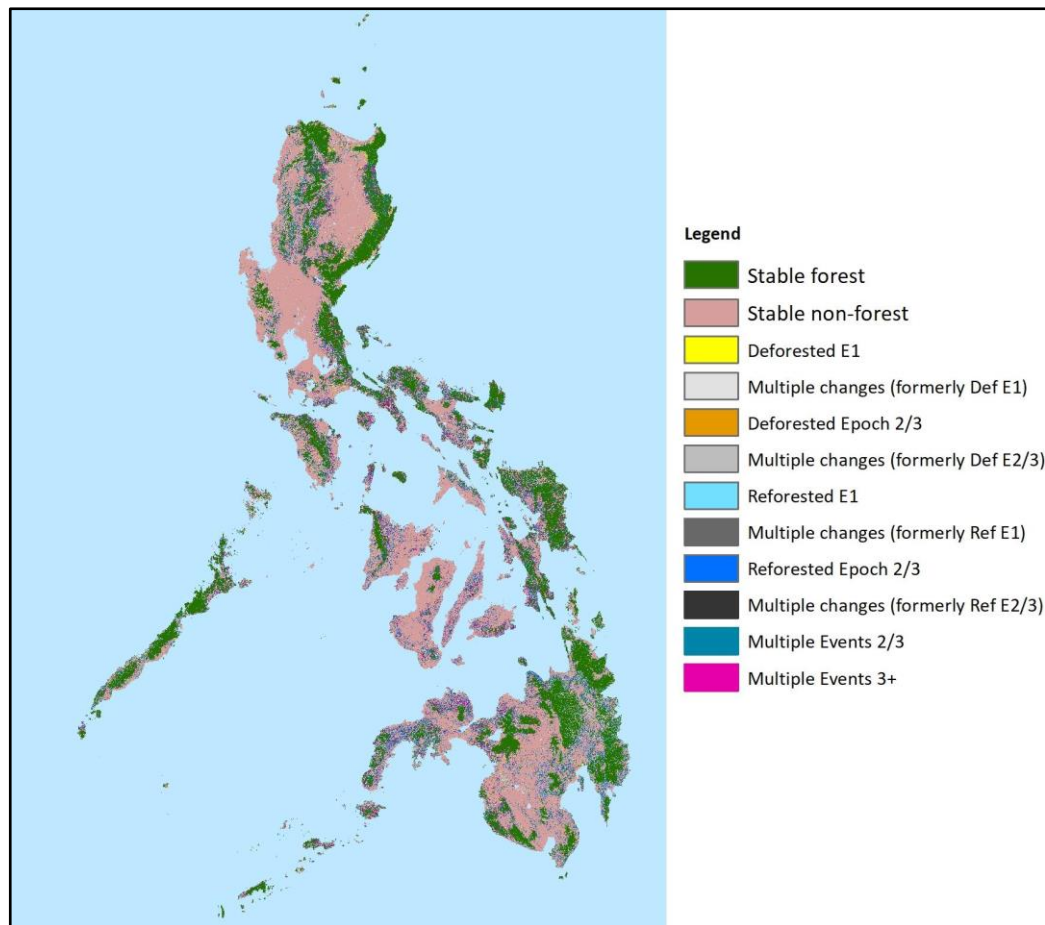 Legend
Stable forest
Stable non-forest
Deforested E1
Multiple changes (formerly Def E1)
Deforested Epoch 2/3
Multiple changes (formerly Def E2/3)
Reforested E1
Multiple changes (formerly Ref E1)
Reforested Epoch 2/3
Multiple changes (formerly Ref E2/3)
Multiple Events 2/3
Multiple Events 3+